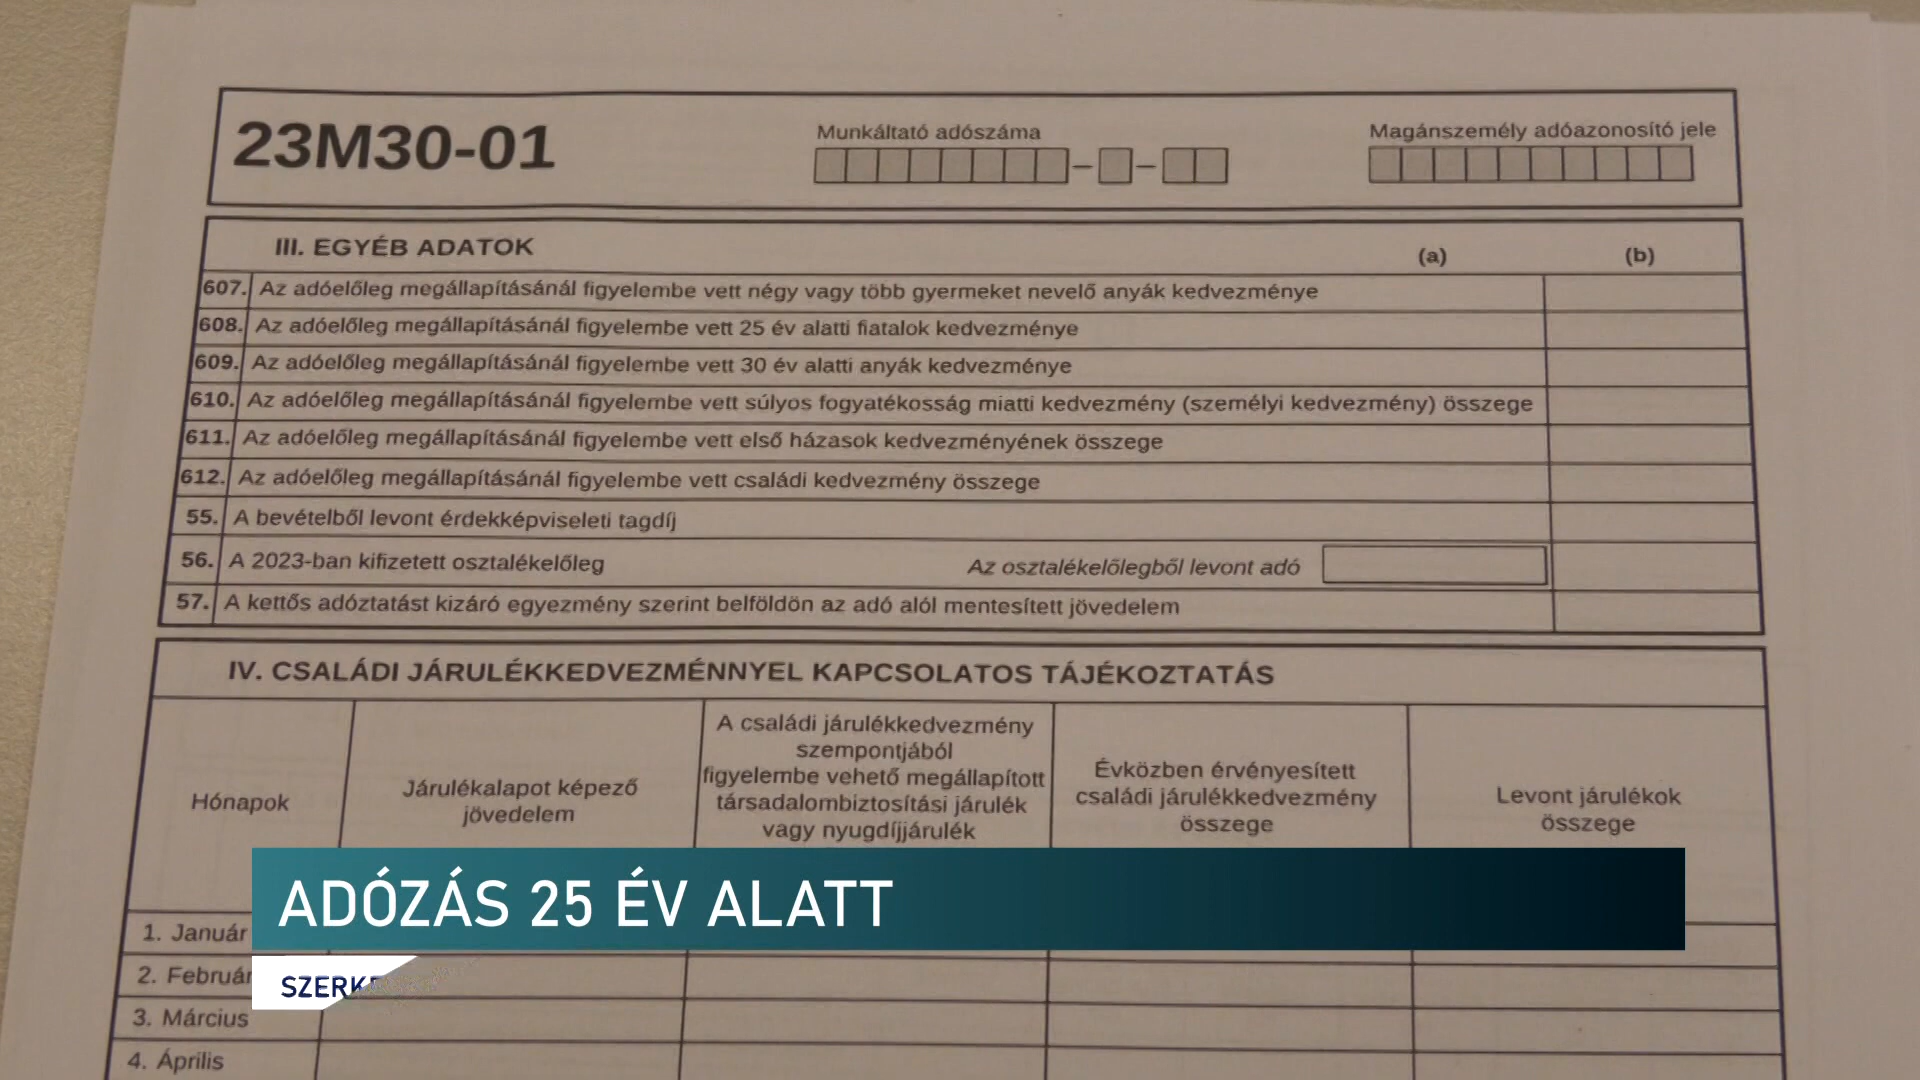 23M30-01
Munkáltató adószáma
Magánszemély adóazonosító jele
III. EGYÉB ADATOK (a) (b)
607. Az adóelőleg megállapításánál figyelembe vett négy vagy több gyermeket nevelő anyák kedvezménye
608. Az adóelőleg megállapításánál figyelembe vett 25 év alatti fiatalok kedvezménye
609. Az adóelőleg megállapításánál figyelembe vett 30 év alatti anyák kedvezménye
610. Az adóelőleg megállapításánál figyelembe vett súlyos fogyatékosság miatti kedvezmény (személyi kedvezmény) összege
611. Az adóelőleg megállapításánál figyelembe vett első házasok kedvezményének összege
612. Az adóelőleg megállapításánál figyelembe vett családi kedvezmény összege
55. A bevételből levont érdekképviseleti tagdíj
56. A 2023-ban kifizetett osztalékelőleg Az osztalékelőlegből levont adó
57. A kettős adóztatást kizáró egyezmény szerint belföldön az adó alól mentesített jövedelem
IV. CSALÁDI JÁRULÉKKEDVEZMÉNNYEL KAPCSOLATOS TÁJÉKOZTATÁS
Hónapok
Járulékalapot képező
jövedelem
A családi járulékkedvezmény
szempontjából
figyelembe vehető megállapított
társadalombiztosítási járulék
vagy nyugdíjjárulék
Évközben érvényesített
családi járulékkedvezmény
összege
Levont járulékok
összege
ADÓZÁS 25 ÉV ALATT
1. Január
2. Február
3. Március
4. Április